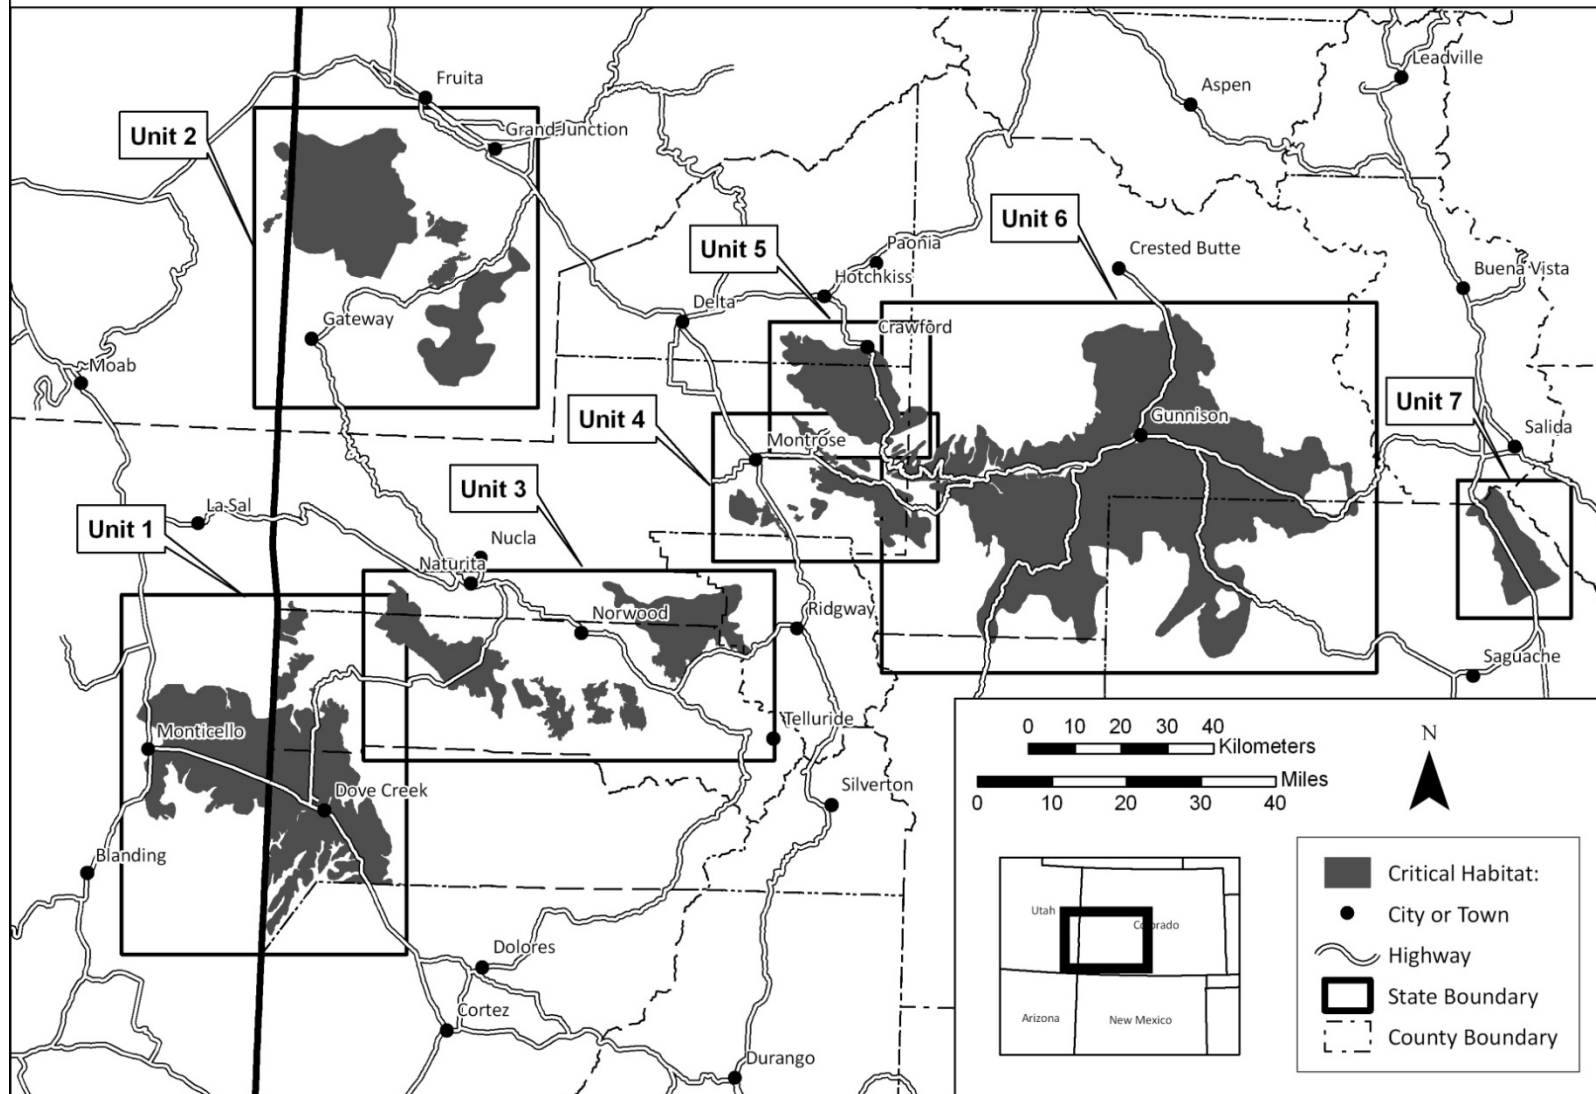 Leadville
Fruita
Aspen
Grand Junction
Unit 2
Unit 6
Unit 5
Paonia
Crested Butte
Buena Vista
Hotchkiss
Delta
Gateway
Crawford
Moab
Unit 7
Unit 4
Gunnison
Montrose
Salida
Unit 3
La Sal
Unit 1
Nucla
Naturita
Norwood
Ridgway
Saguache
Telluride
Monticello
Dove Creek
Silverton
Blanding
Dolores
Cortez
Durango
0 10 20 30 40
Kilometers
Miles
0 10 20 30 40
N
Utah
Colorado
Arizona
New Mexico
Critical Habitat:
City or Town
Highway
State Boundary
County Boundary